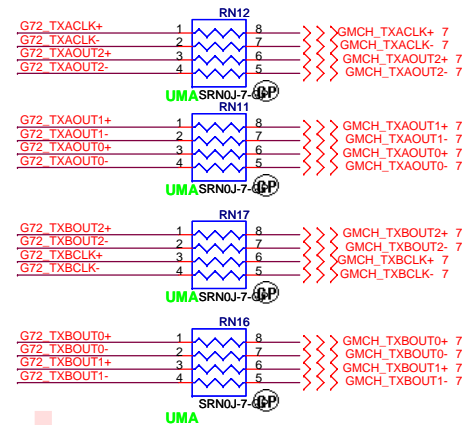 RN12
G72_TXACLK+ 1 8 GMCH_TXACLK+ 7
G72_TXACLK- 2 7 GMCH_TXACLK- 7
G72_TXAOUT2+ 3 6 GMCH_TXAOUT2+ 7
G72_TXAOUT2- 4 5 GMCH_TXAOUT2- 7
UMA SRN0J-7- GP
RN11
G72_TXAOUT1+ 1 8 GMCH_TXAOUT1+ 7
G72_TXAOUT1- 2 7 GMCH_TXAOUT1- 7
G72_TXAOUT0+ 3 6 GMCH_TXAOUT0+ 7
G72_TXAOUT0- 4 5 GMCH_TXAOUT0- 7
UMA SRN0J-7- GP
RN17
G72_TXBOUT2+ 1 8 GMCH_TXBOUT2+ 7
G72_TXBOUT2- 2 7 GMCH_TXBOUT2- 7
G72_TXBCLK+ 3 6 GMCH_TXBCLK+ 7
G72_TXBCLK- 4 5 GMCH_TXBCLK- 7
UMA SRN0J-7- GP
RN16
G72_TXBOUT0+ 1 8 GMCH_TXBOUT0+ 7
G72_TXBOUT0- 2 7 GMCH_TXBOUT0- 7
G72_TXBOUT1+ 3 6 GMCH_TXBOUT1+ 7
G72_TXBOUT1- 4 5 GMCH_TXBOUT1- 7
SRN0J-7- GP
UMA